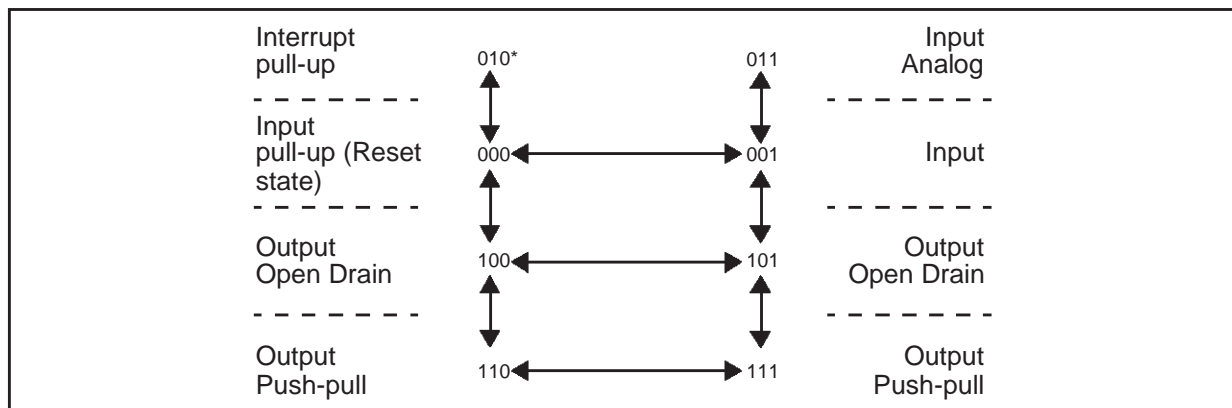 Interrupt
pull-up
010*
011
Input
Analog
Input
pull-up (Reset
state)
000
001
Input
Output
Open Drain
100
101
Output
Open Drain
Output
Push-pull
110
111
Output
Push-pull